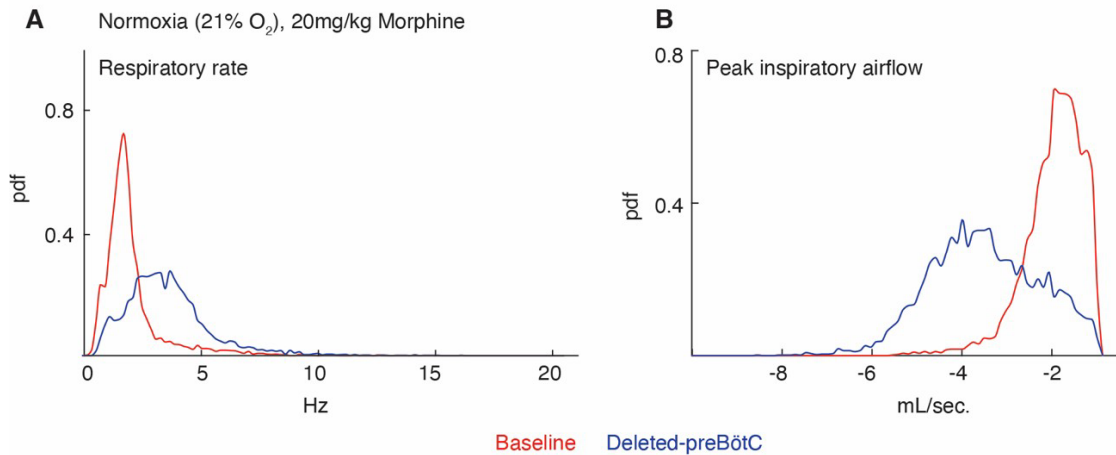 A Normoxia (21% O₂), 20mg/kg Morphine
Respiratory rate
0.8
0.4
pdf
0 5 10 15 20
Hz
B
0.8
Peak inspiratory airflow
0.4
pdf
-8 -6 -4 -2
mL/sec.
Baseline Deleted-preBötC